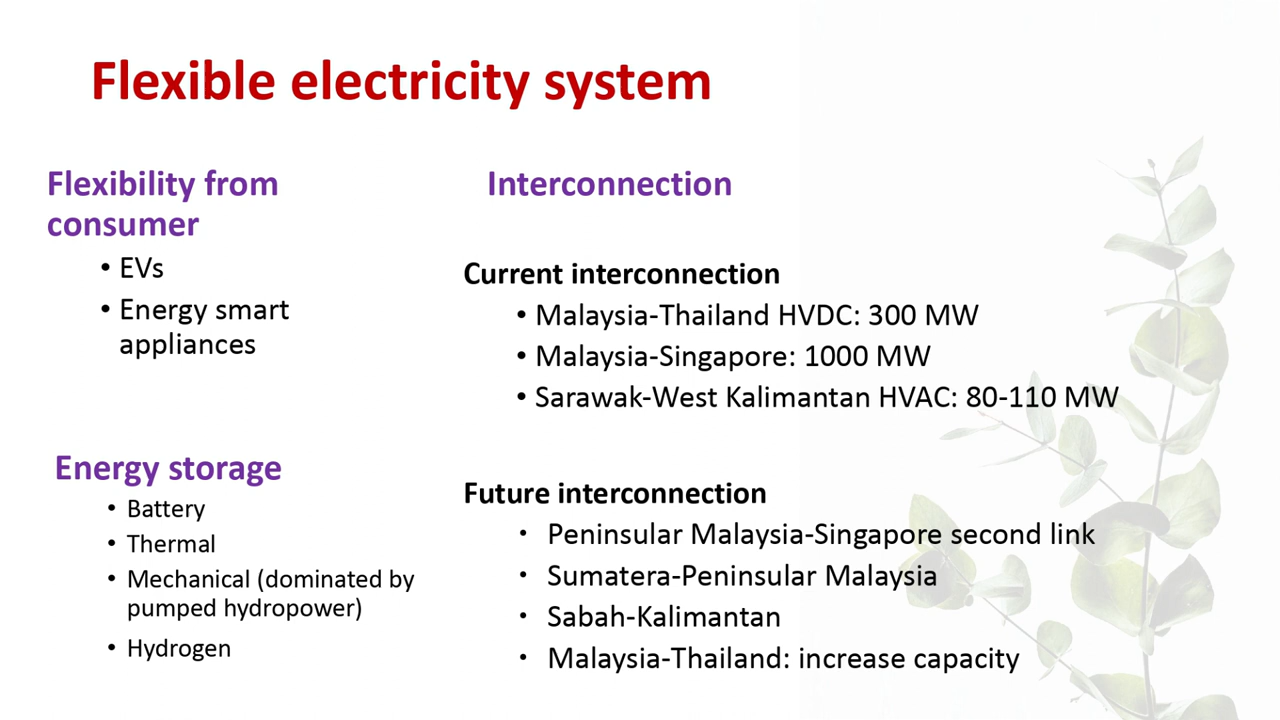 Flexible electricity system
Flexibility from
consumer
• EVs
• Energy smart
appliances
Energy storage
• Battery
• Thermal
• Mechanical (dominated by
pumped hydropower)
• Hydrogen
Interconnection
Current interconnection
• Malaysia-Thailand HVDC: 300 MW
• Malaysia-Singapore: 1000 MW
• Sarawak-West Kalimantan HVAC: 80-110 MW
Future interconnection
• Peninsular Malaysia-Singapore second link
• Sumatera-Peninsular Malaysia
• Sabah-Kalimantan
• Malaysia-Thailand: increase capacity